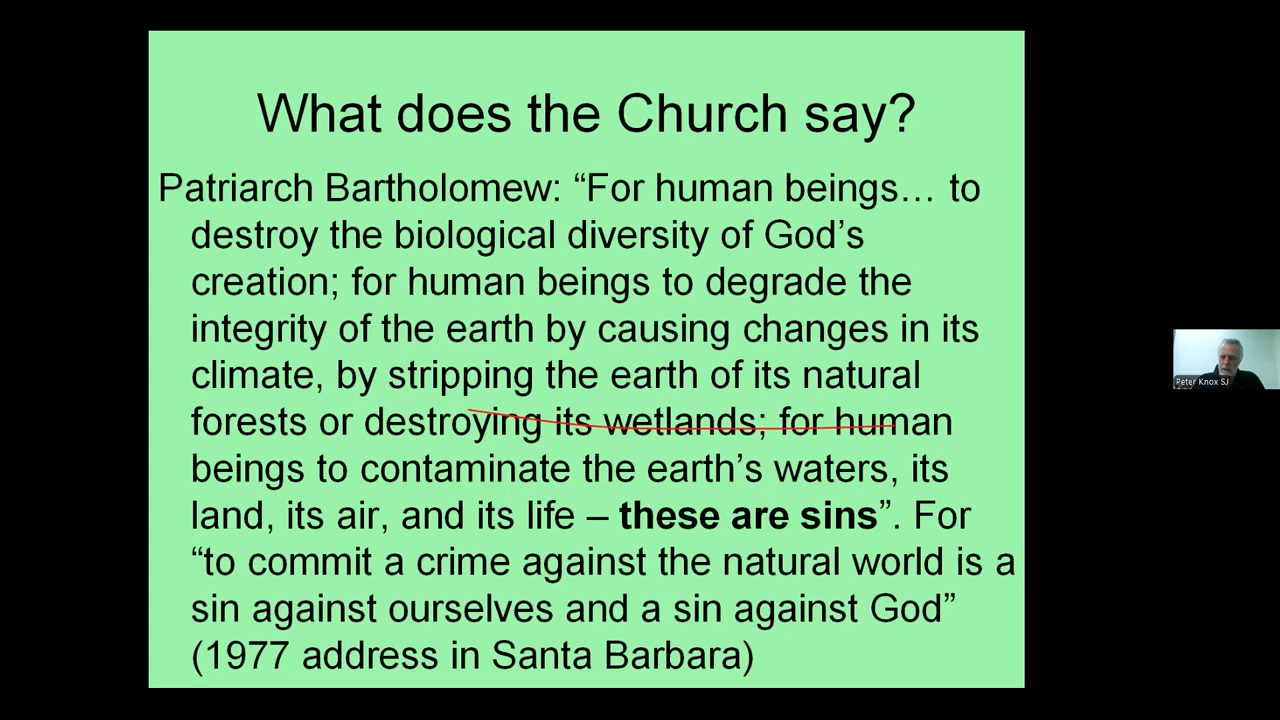 What does the Church say?
Patriarch Bartholomew: “For human beings… to
destroy the biological diversity of God’s
creation; for human beings to degrade the
integrity of the earth by causing changes in its
climate, by stripping the earth of its natural
forests or destroying its wetlands; for human
beings to contaminate the earth’s waters, its
land, its air, and its life – these are sins”. For
“to commit a crime against the natural world is a
sin against ourselves and a sin against God”
(1977 address in Santa Barbara)
Peter Knox SJ